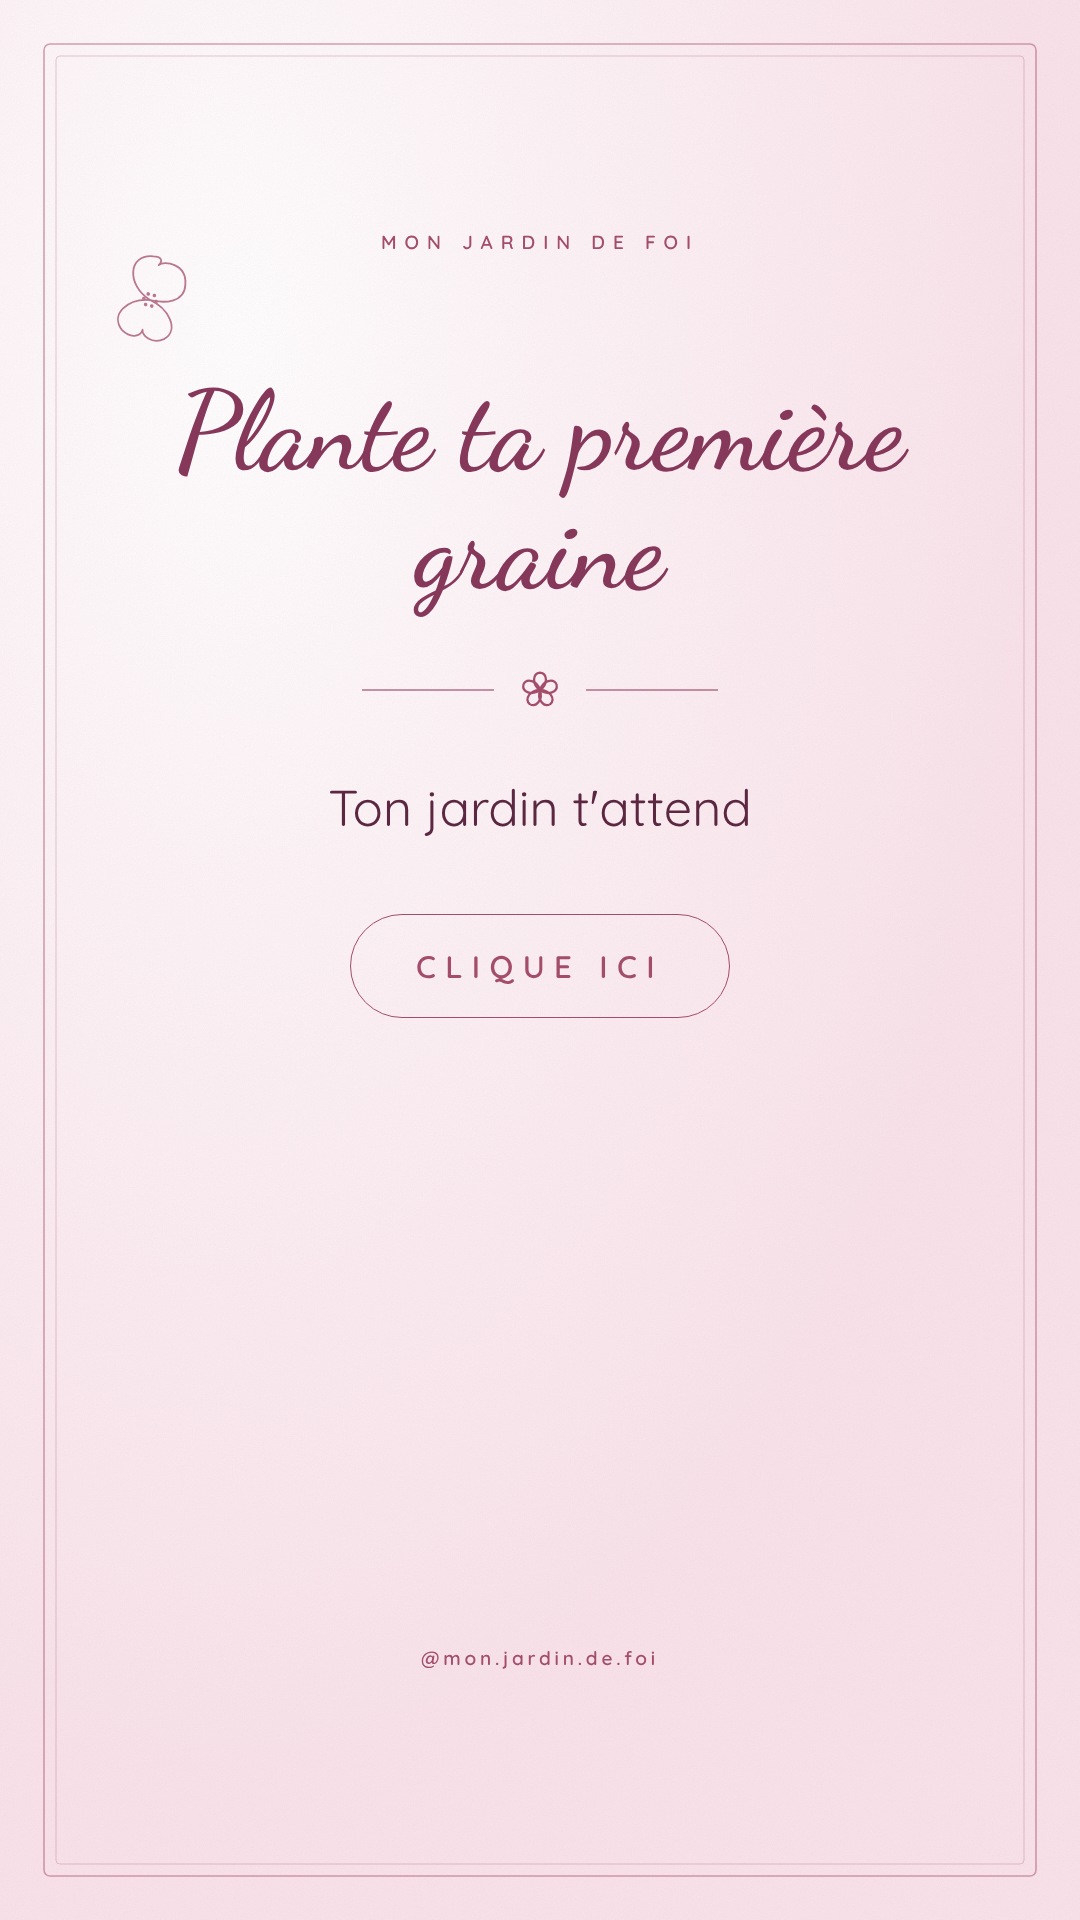 MON JARDIN DE FOI
Plante ta première
graine
Ton jardin t'attend
CLIQUE ICI
@mon.jardin.de.foi